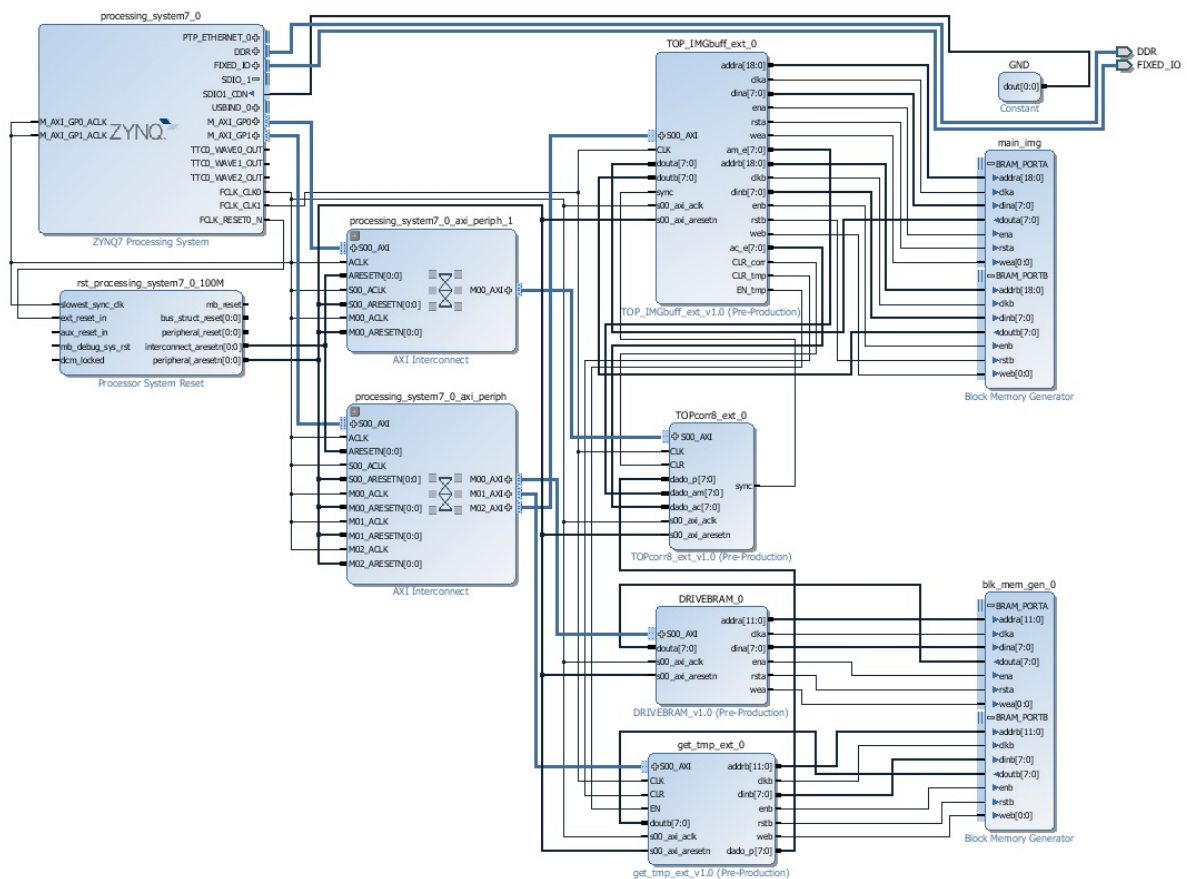 processing_system7_0
PTP_ETHERNET_0
DDR
FIXED_IO
SDIO_1
SDIO1_CDN
USBIND_0
M_AXI_GP0_ACLK
M_AXI_GP0
M_AXI_GP1_ACLK
M_AXI_GP1
ZYNQ
TTC0_WAVE0_OUT
TTC0_WAVE1_OUT
TTC0_WAVE2_OUT
FCLK_CLK0
FCLK_CLK1
FCLK_RESET0_N
ZYNQ7 Processing System
rst_processing_system7_0_100M
slowest_sync_clk
mb_reset
ext_reset_in
bus_struct_reset[0:0]
aux_reset_in
peripheral_reset[0:0]
mb_debug_sys_rst
interconnect_aresetn[0:0]
dcm_locked
peripheral_aresetn[0:0]
Processor System Reset
processing_system7_0_axi_periph_1
S00_AXI
ACLK
ARESETN[0:0]
S00_ACLK
M00_AXI
S00_ARESETN[0:0]
M00_ACLK
M00_ARESETN[0:0]
AXI Interconnect
processing_system7_0_axi_periph
S00_AXI
ACLK
ARESETN[0:0]
S00_ACLK
S00_ARESETN[0:0]
M00_AXI
M00_ACLK
M01_AXI
M00_ARESETN[0:0]
M02_AXI
M01_ACLK
M01_ARESETN[0:0]
M02_ACLK
M02_ARESETN[0:0]
AXI Interconnect
TOP_IMGbuff_ext_0
addra[18:0]
clka
dina[7:0]
ena
rsta
S00_AXI
wea
CLK
am_e[7:0]
douta[7:0]
addrb[18:0]
doutb[7:0]
clkb
sync
dinb[7:0]
s00_axi_aclk
enb
s00_axi_aresetn
rstb
web
ac_e[7:0]
CLR_corr
CLR_tmp
EN_tmp
TOP_IMGbuff_ext_v1.0 (Pre-Production)
TOPcorr8_ext_0
S00_AXI
CLK
CLR
dado_p[7:0]
sync
dado_am[7:0]
dado_ac[7:0]
s00_axi_aclk
s00_axi_aresetn
TOPcorr8_ext_v1.0 (Pre-Production)
DRIVEBRAM_0
addra[11:0]
S00_AXI
clka
douta[7:0]
dina[7:0]
s00_axi_aclk
ena
s00_axi_aresetn
rsta
wea
DRIVEBRAM_v1.0 (Pre-Production)
get_tmp_ext_0
S00_AXI
addrb[11:0]
CLK
clkb
CLR
dinb[7:0]
EN
enb
doutb[7:0]
rstb
s00_axi_aclk
web
s00_axi_aresetn
dado_p[7:0]
get_tmp_ext_v1.0 (Pre-Production)
GND
dout[0:0]
Constant
DDR
FIXED_IO
main_img
BRAM_PORTA
addra[18:0]
clka
dina[7:0]
douta[7:0]
ena
rsta
wea[0:0]
BRAM_PORTB
addrb[18:0]
clkb
dinb[7:0]
doutb[7:0]
enb
rstb
web[0:0]
Block Memory Generator
blk_mem_gen_0
BRAM_PORTA
addra[11:0]
clka
dina[7:0]
douta[7:0]
ena
rsta
wea[0:0]
BRAM_PORTB
addrb[11:0]
clkb
dinb[7:0]
doutb[7:0]
enb
rstb
web[0:0]
Block Memory Generator